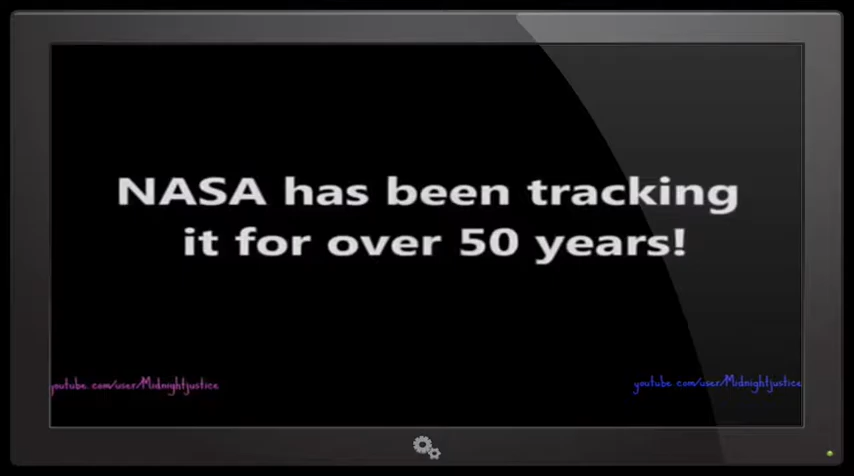 NASA has been tracking
it for over 50 years!
youtube.com/user/Midnightjustice
youtube.com/user/Midnightjustice